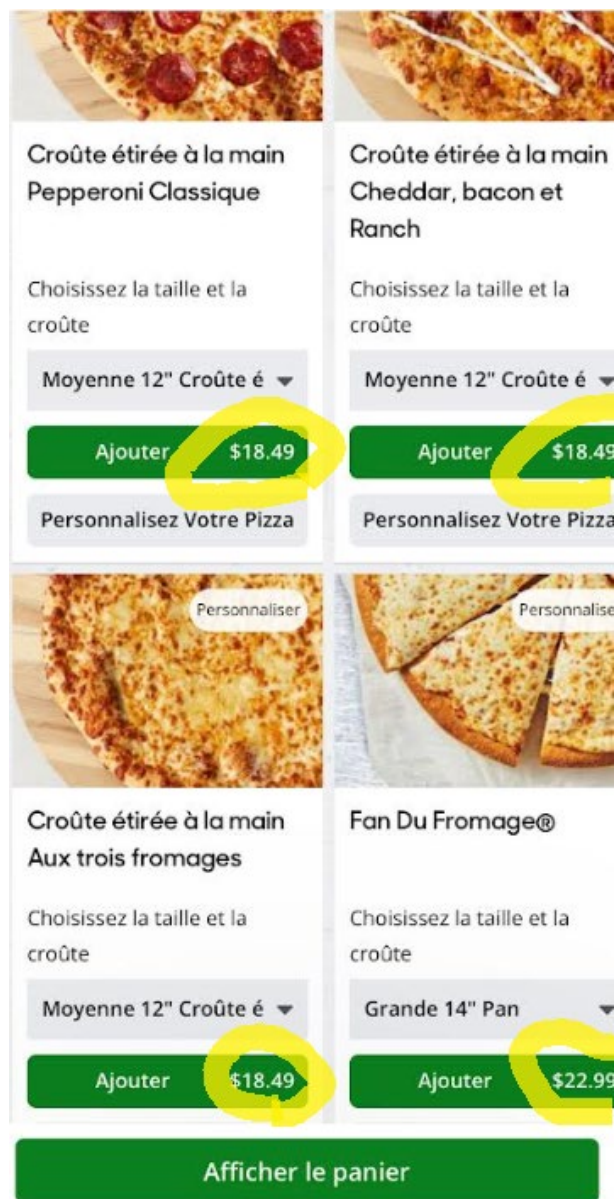 Croûte étirée à la main
Pepperoni Classique
Choisissez la taille et la
croûte
Moyenne 12" Croûte é
Ajouter $18.49
Personnalisez Votre Pizza
Croûte étirée à la main
Cheddar, bacon et
Ranch
Choisissez la taille et la
croûte
Moyenne 12" Croûte é
Ajouter $18.49
Personnalisez Votre Pizza
Personnaliser
Croûte étirée à la main
Aux trois fromages
Choisissez la taille et la
croûte
Moyenne 12" Croûte é
Ajouter $18.49
Personnalise
Fan Du Fromage®
Choisissez la taille et la
croûte
Grande 14" Pan
Ajouter $22.99
Afficher le panier